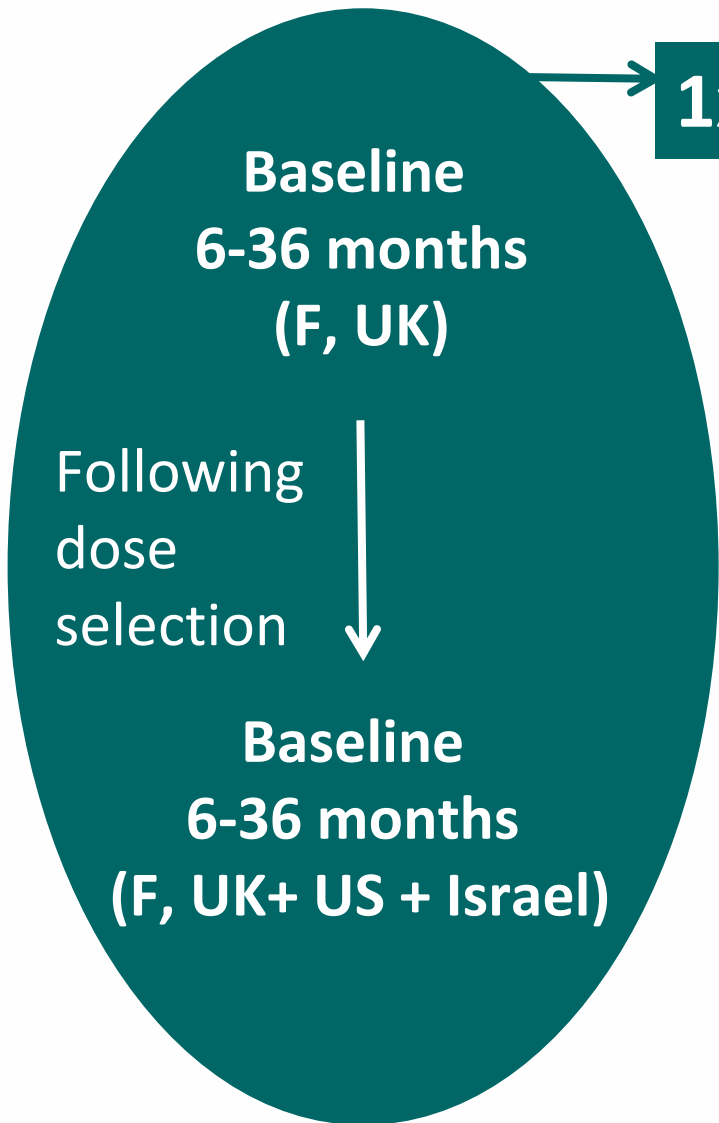 Baseline
6-36 months
(F, UK)
Following
dose
selection
Baseline
6-36 months
(F, UK+ US + Israel)